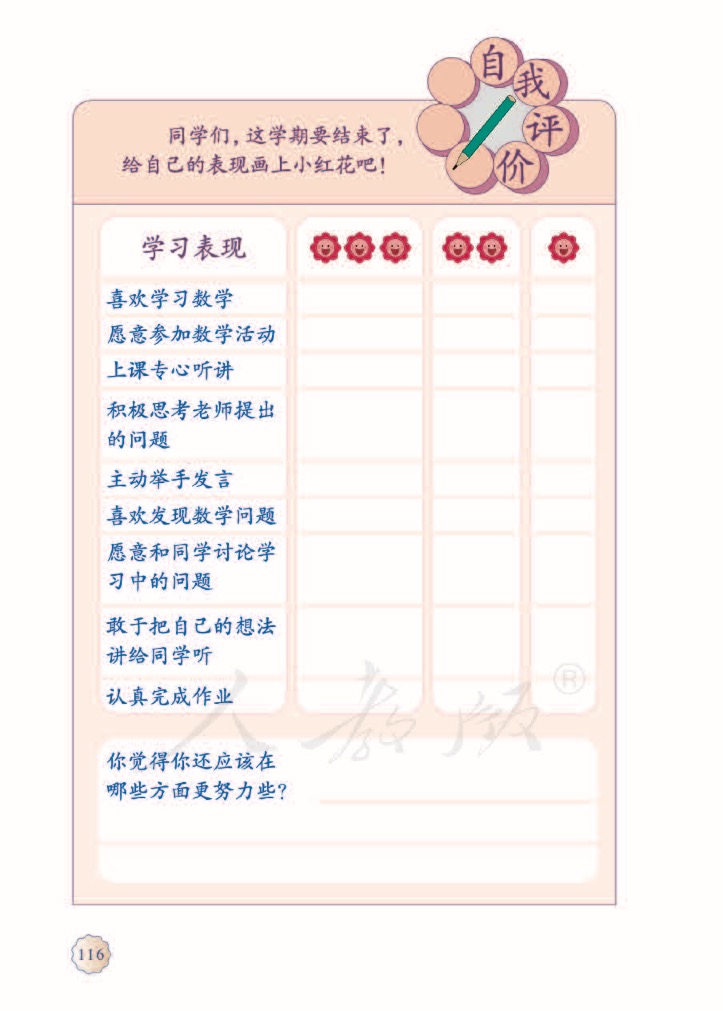 自我评价
同学们，这学期要结束了，
给自己的表现画上小红花吧！
学习表现
喜欢学习数学
愿意参加数学活动
上课专心听讲
积极思考老师提出
的问题
主动举手发言
喜欢发现数学问题
愿意和同学讨论学
习中的问题
敢于把自己的想法
讲给同学听
认真完成作业
人教版®
你觉得你还应该在
哪些方面更努力些？
116